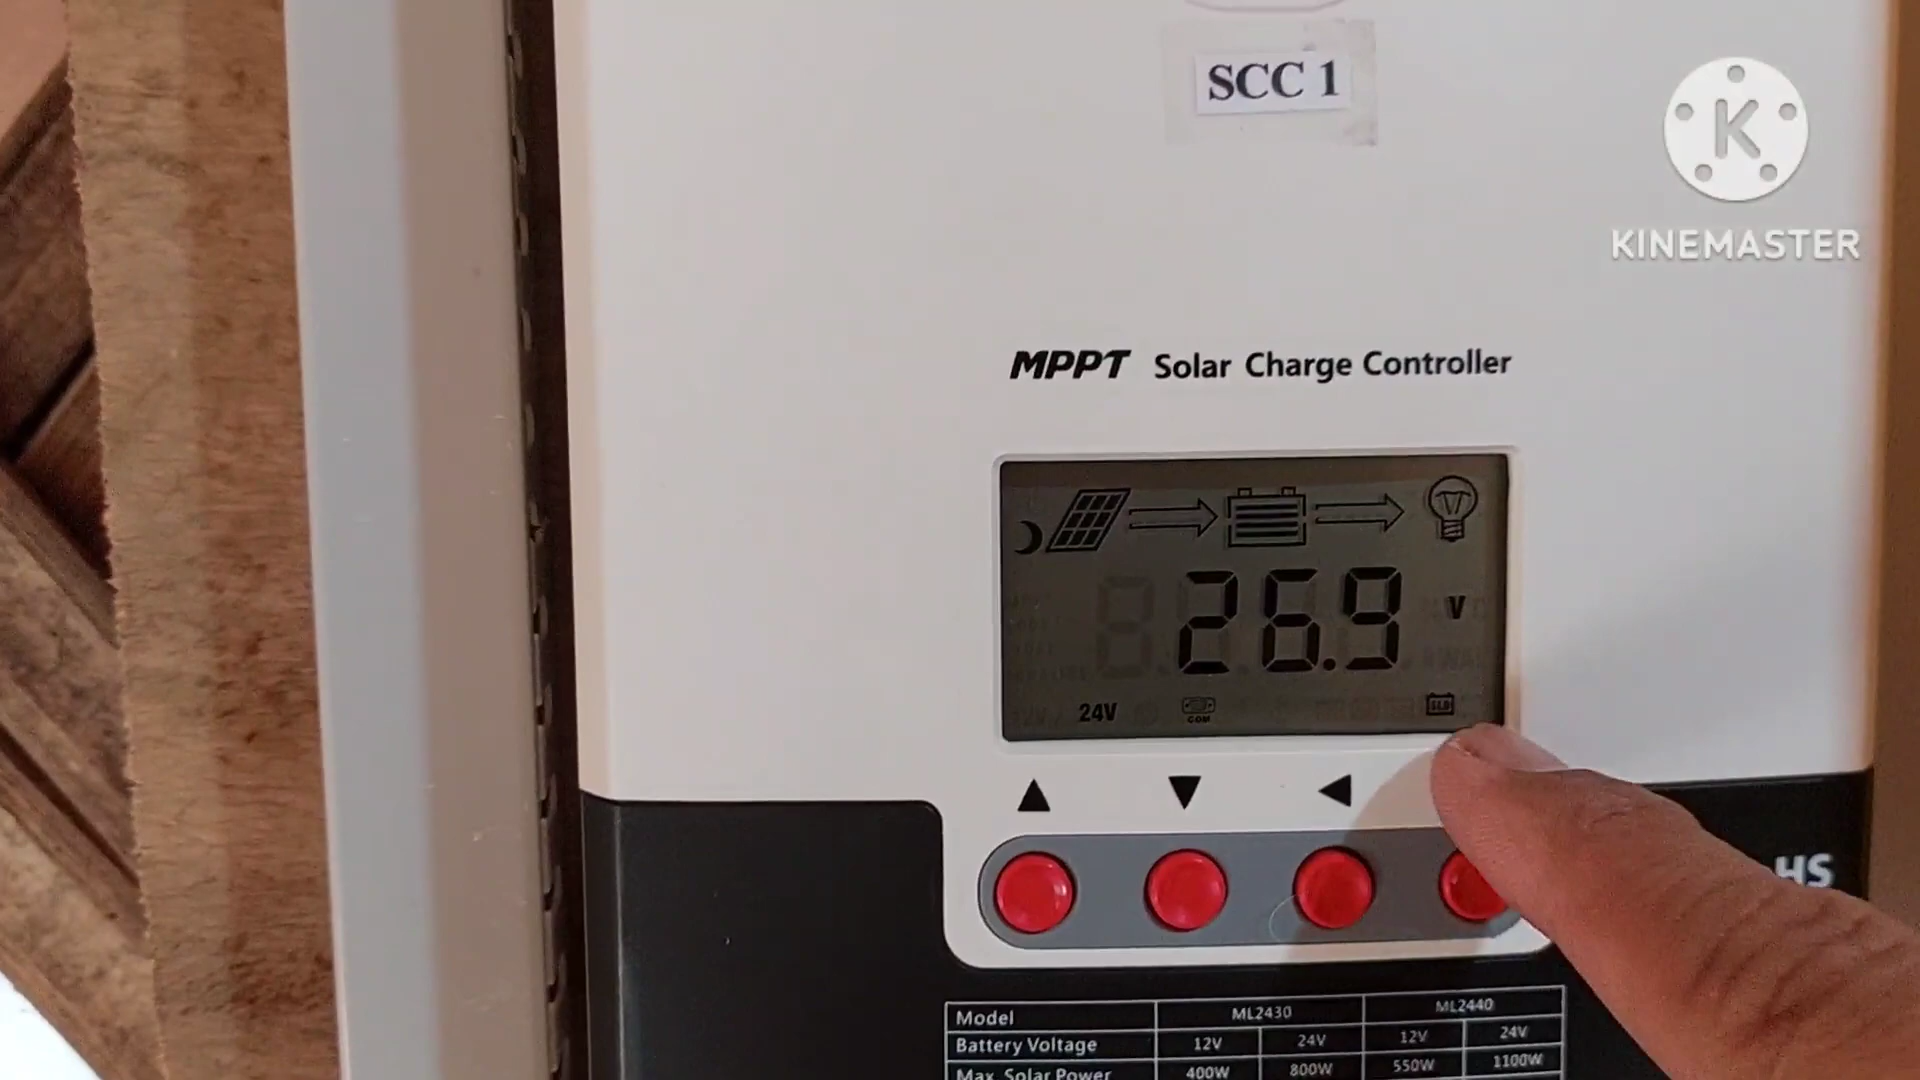 SCC 1
K
KINEMASTER
MPPT Solar Charge Controller
26.9 V
24V
COM
SLD
▲ ▼ ◀
HS
Model ML2430 ML2440
Battery Voltage 12V 24V 12V 24V
Max. Solar Power 400W 800W 550W 1100W